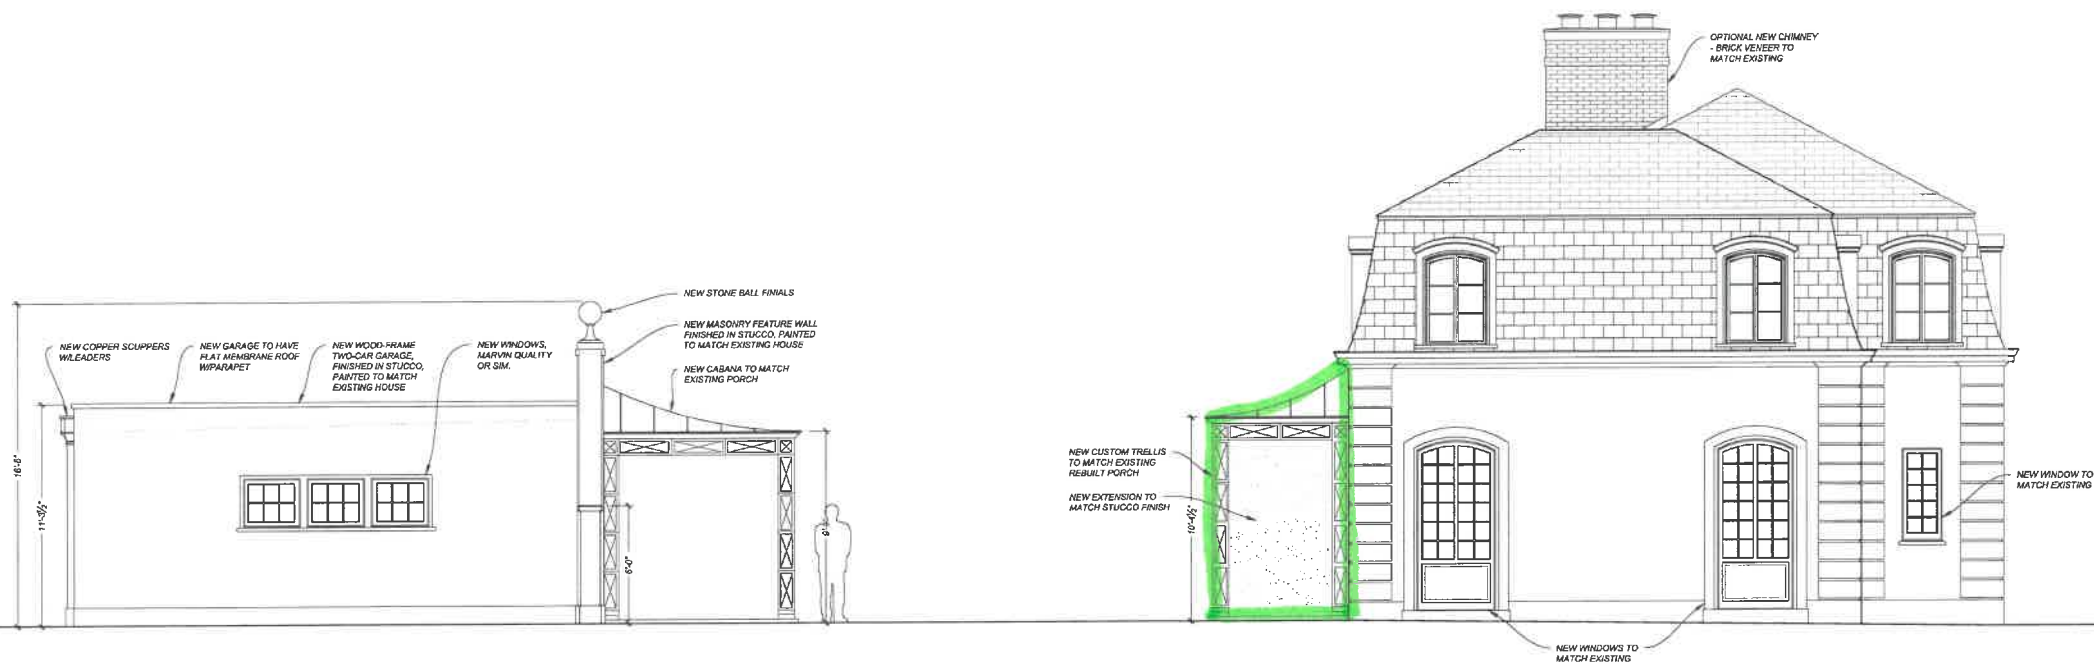 OPTIONAL NEW CHIMNEY
- BRICK VENEER TO
MATCH EXISTING
NEW STONE BALL FINIALS
NEW MASONRY FEATURE WALL
FINISHED IN STUCCO, PAINTED
TO MATCH EXISTING HOUSE
NEW COPPER SCUPPERS
W/LEADERS
NEW GARAGE TO HAVE
FLAT MEMBRANE ROOF
W/PARAPET
NEW WOOD-FRAME
TWO-CAR GARAGE,
FINISHED IN STUCCO,
PAINTED TO MATCH
EXISTING HOUSE
NEW WINDOWS,
MARVIN QUALITY
OR SIM.
NEW CABANA TO MATCH
EXISTING PORCH
16'-8"
11'-3½"
6'-0"
9'
10'-4½"
NEW CUSTOM TRELLIS
TO MATCH EXISTING
REBUILT PORCH
NEW EXTENSION TO
MATCH STUCCO FINISH
NEW WINDOW TO
MATCH EXISTING
NEW WINDOWS TO
MATCH EXISTING